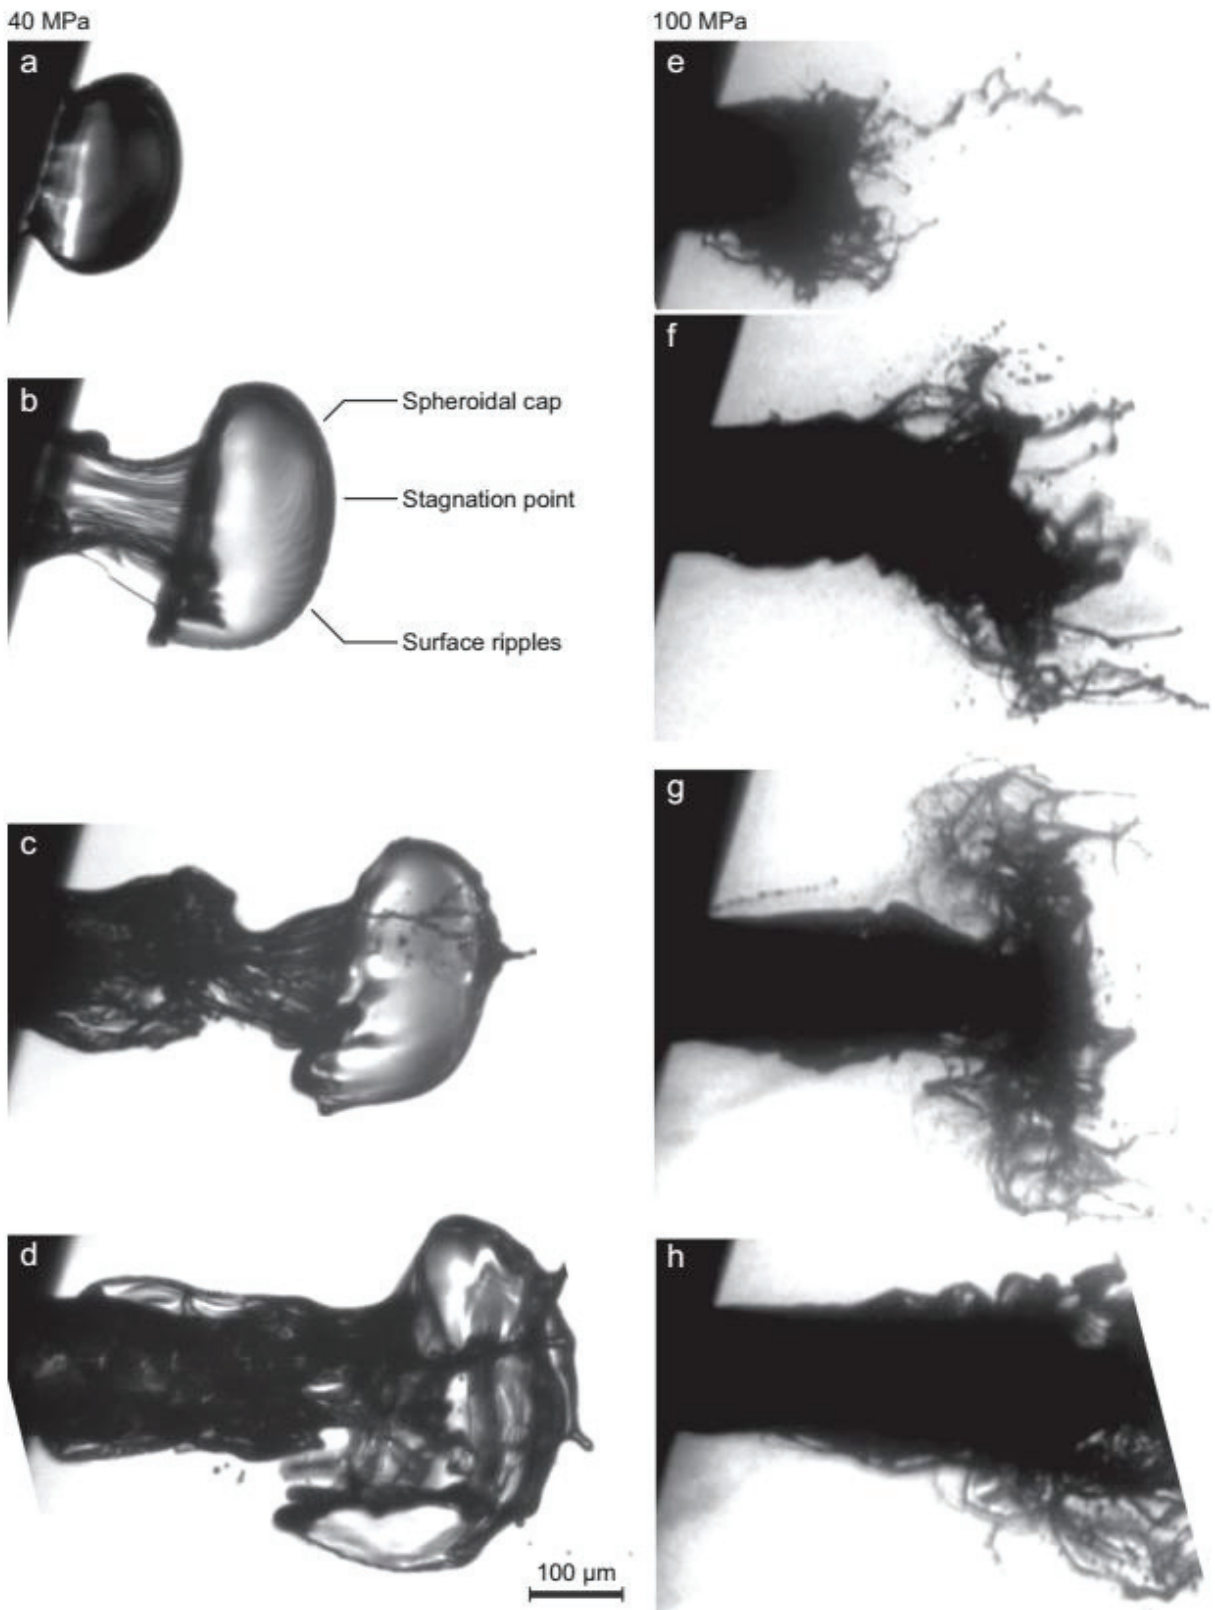 40 MPa
100 MPa
a
b
Spheroidal cap
Stagnation point
Surface ripples
c
d
100 µm
e
f
g
h